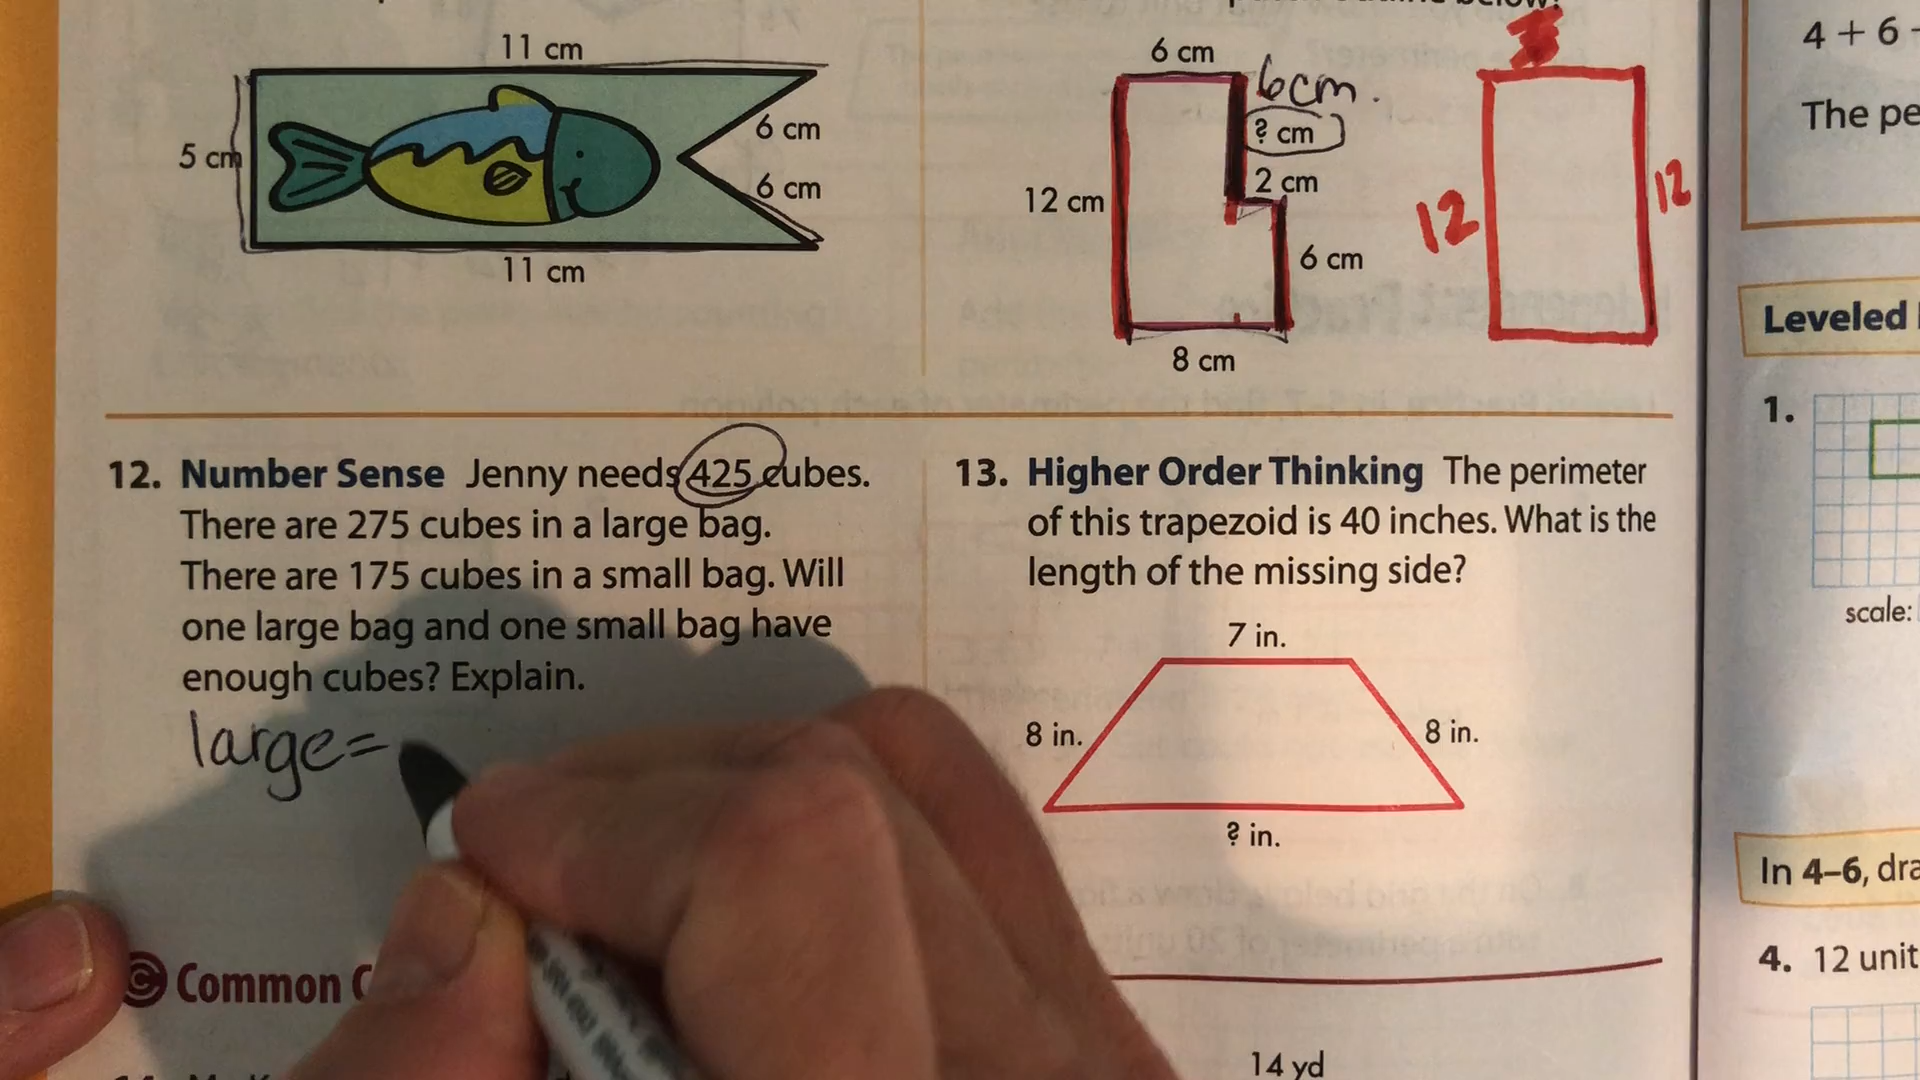 11 cm
5 cm
6 cm
6 cm
11 cm
6 cm
6cm.
? cm
2 cm
12 cm
6 cm
8 cm
12
12
4 + 6
The pe
12. Number Sense Jenny needs 425 cubes.
There are 275 cubes in a large bag.
There are 175 cubes in a small bag. Will
one large bag and one small bag have
enough cubes? Explain.
large=
13. Higher Order Thinking The perimeter
of this trapezoid is 40 inches. What is the
length of the missing side?
7 in.
8 in.
8 in.
? in.
© Common
14 yd
Leveled
1.
scale:
In 4–6, dra
4. 12 unit